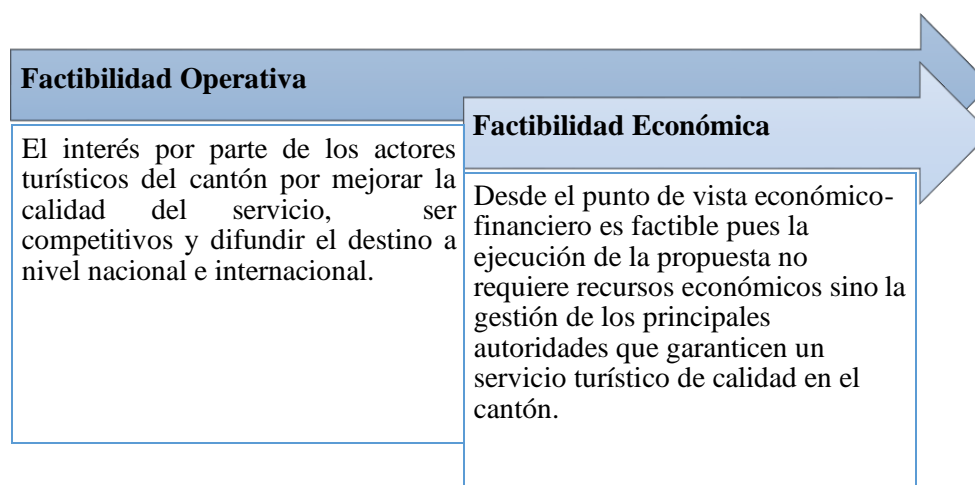 Factibilidad Operativa
El interés por parte de los actores
turísticos del cantón por mejorar la
calidad del servicio, ser
competitivos y difundir el destino a
nivel nacional e internacional.
Factibilidad Económica
Desde el punto de vista económico-
financiero es factible pues la
ejecución de la propuesta no
requiere recursos económicos sino la
gestión de los principales
autoridades que garanticen un
servicio turístico de calidad en el
cantón.